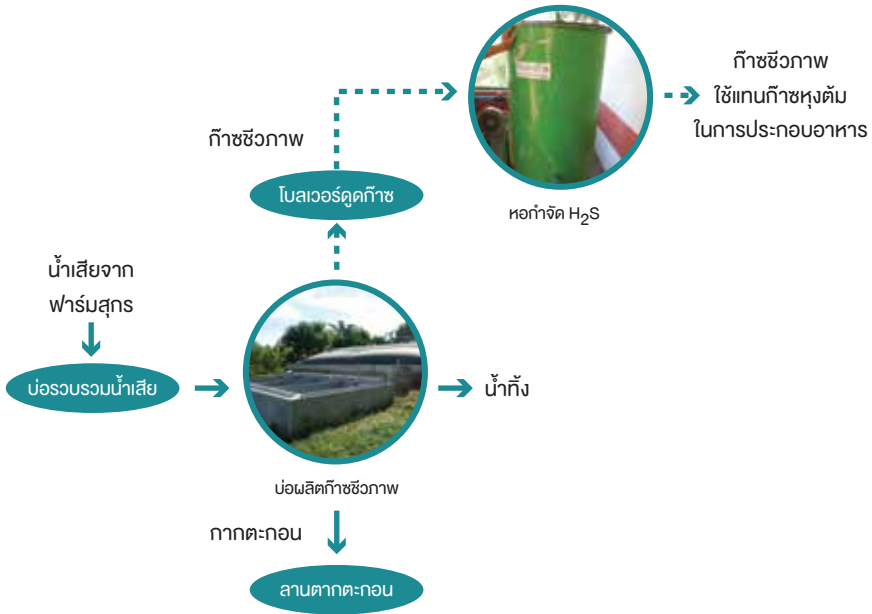 ก๊าซชีวภาพ
ใช้แทนก๊าซหุงต้ม
ในการประกอบอาหาร
ก๊าซชีวภาพ
โบลเวอร์ดูดก๊าซ
หอกำจัด H₂S
น้ำเสียจาก
ฟาร์มสุกร
บ่อรวบรวมน้ำเสีย
น้ำทิ้ง
บ่อผลิตก๊าซชีวภาพ
กากตะกอน
ลานตากตะกอน